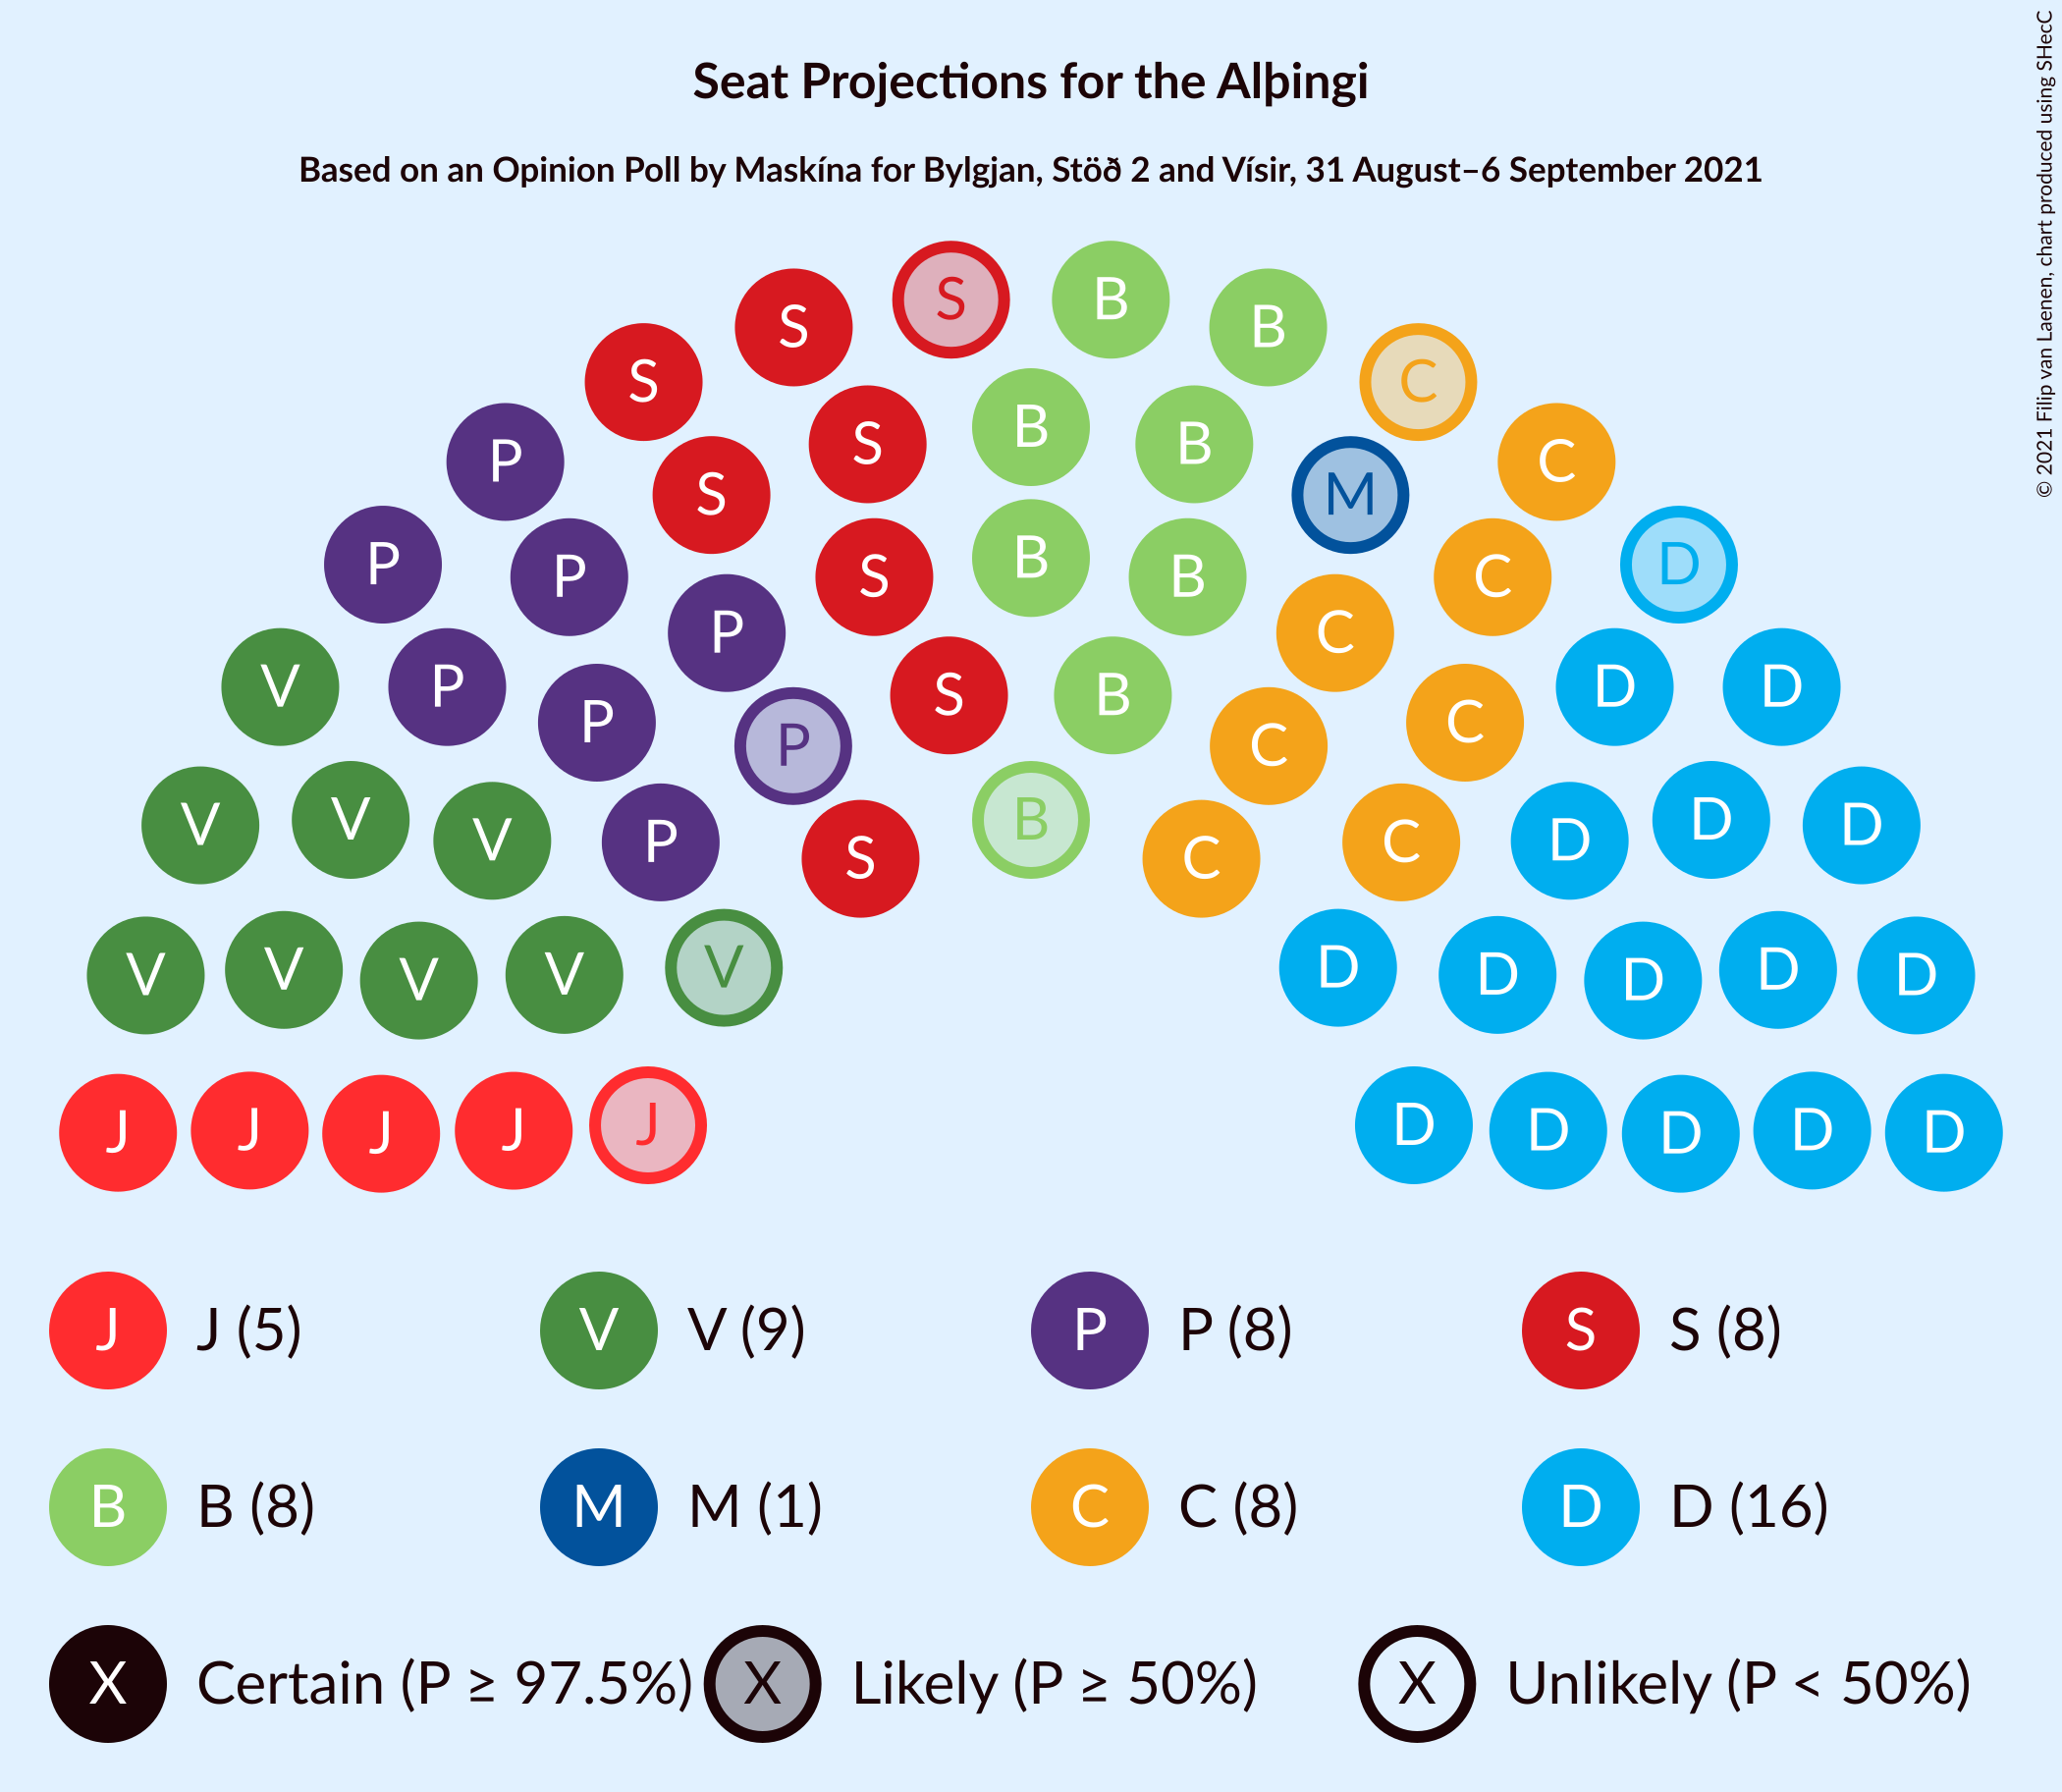 © 2021 Filip van Laenen, chart produced using SHecC
Seat Projections for the Alþingi
Based on an Opinion Poll by Maskína for Bylgjan, Stöð 2 and Vísir, 31 August–6 September 2021
S B
S B
S C
S B B
P C
S M
P B D
P S B C
P C
V P S B D D
P C
P C
V V B D D
V P C D
S C
V V V V V D D D D D
J J J J J D D D D D
J J (5) V V (9) P P (8) S S (8)
B B (8) M M (1) C C (8) D D (16)
X Certain (P ≥ 97.5%) X Likely (P ≥ 50%) X Unlikely (P < 50%)